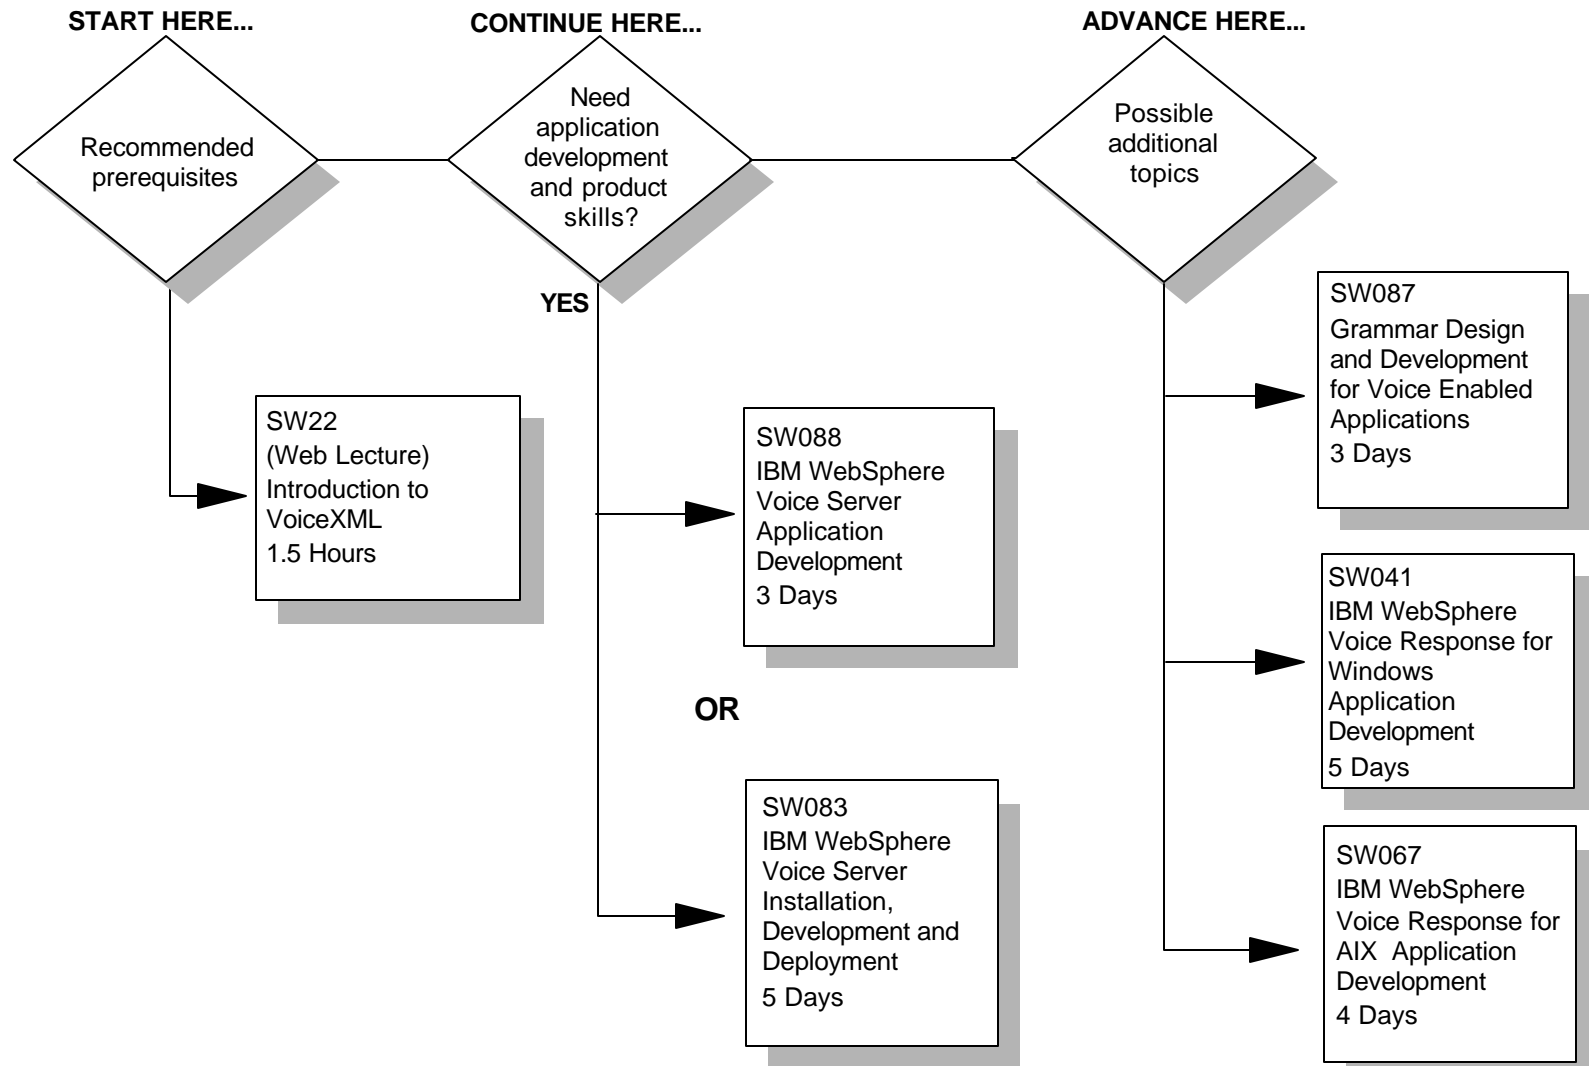 START HERE...
CONTINUE HERE...
ADVANCE HERE...
Recommended
prerequisites
Need
application
development
and product
skills?
Possible
additional
topics
YES
SW22
(Web Lecture)
Introduction to
VoiceXML
1.5 Hours
SW088
IBM WebSphere
Voice Server
Application
Development
3 Days
OR
SW083
IBM WebSphere
Voice Server
Installation,
Development and
Deployment
5 Days
SW087
Grammar Design
and Development
for Voice Enabled
Applications
3 Days
SW041
IBM WebSphere
Voice Response for
Windows
Application
Development
5 Days
SW067
IBM WebSphere
Voice Response for
AIX Application
Development
4 Days